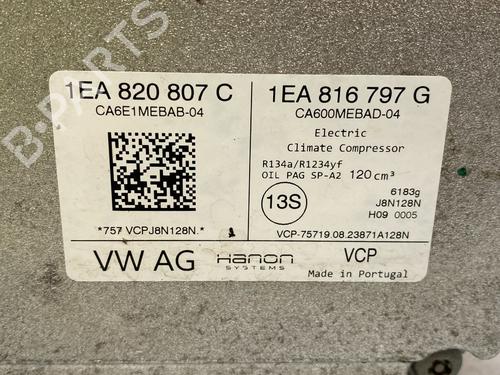 1EA 820 807 C
CA6E1MEBAB-04
*757 VCPJ8N128N.*
1EA 816 797 G
CA600MEBAD-04
Electric
Climate Compressor
R134a/R1234yf
OIL PAG SP-A2 120 cm³
13S
6183g
J8N128N
H09 0005
VCP-75719.08.23871A128N
VW AG
Hanon
SYSTEMS
VCP
Made in Portugal
B-PARTS